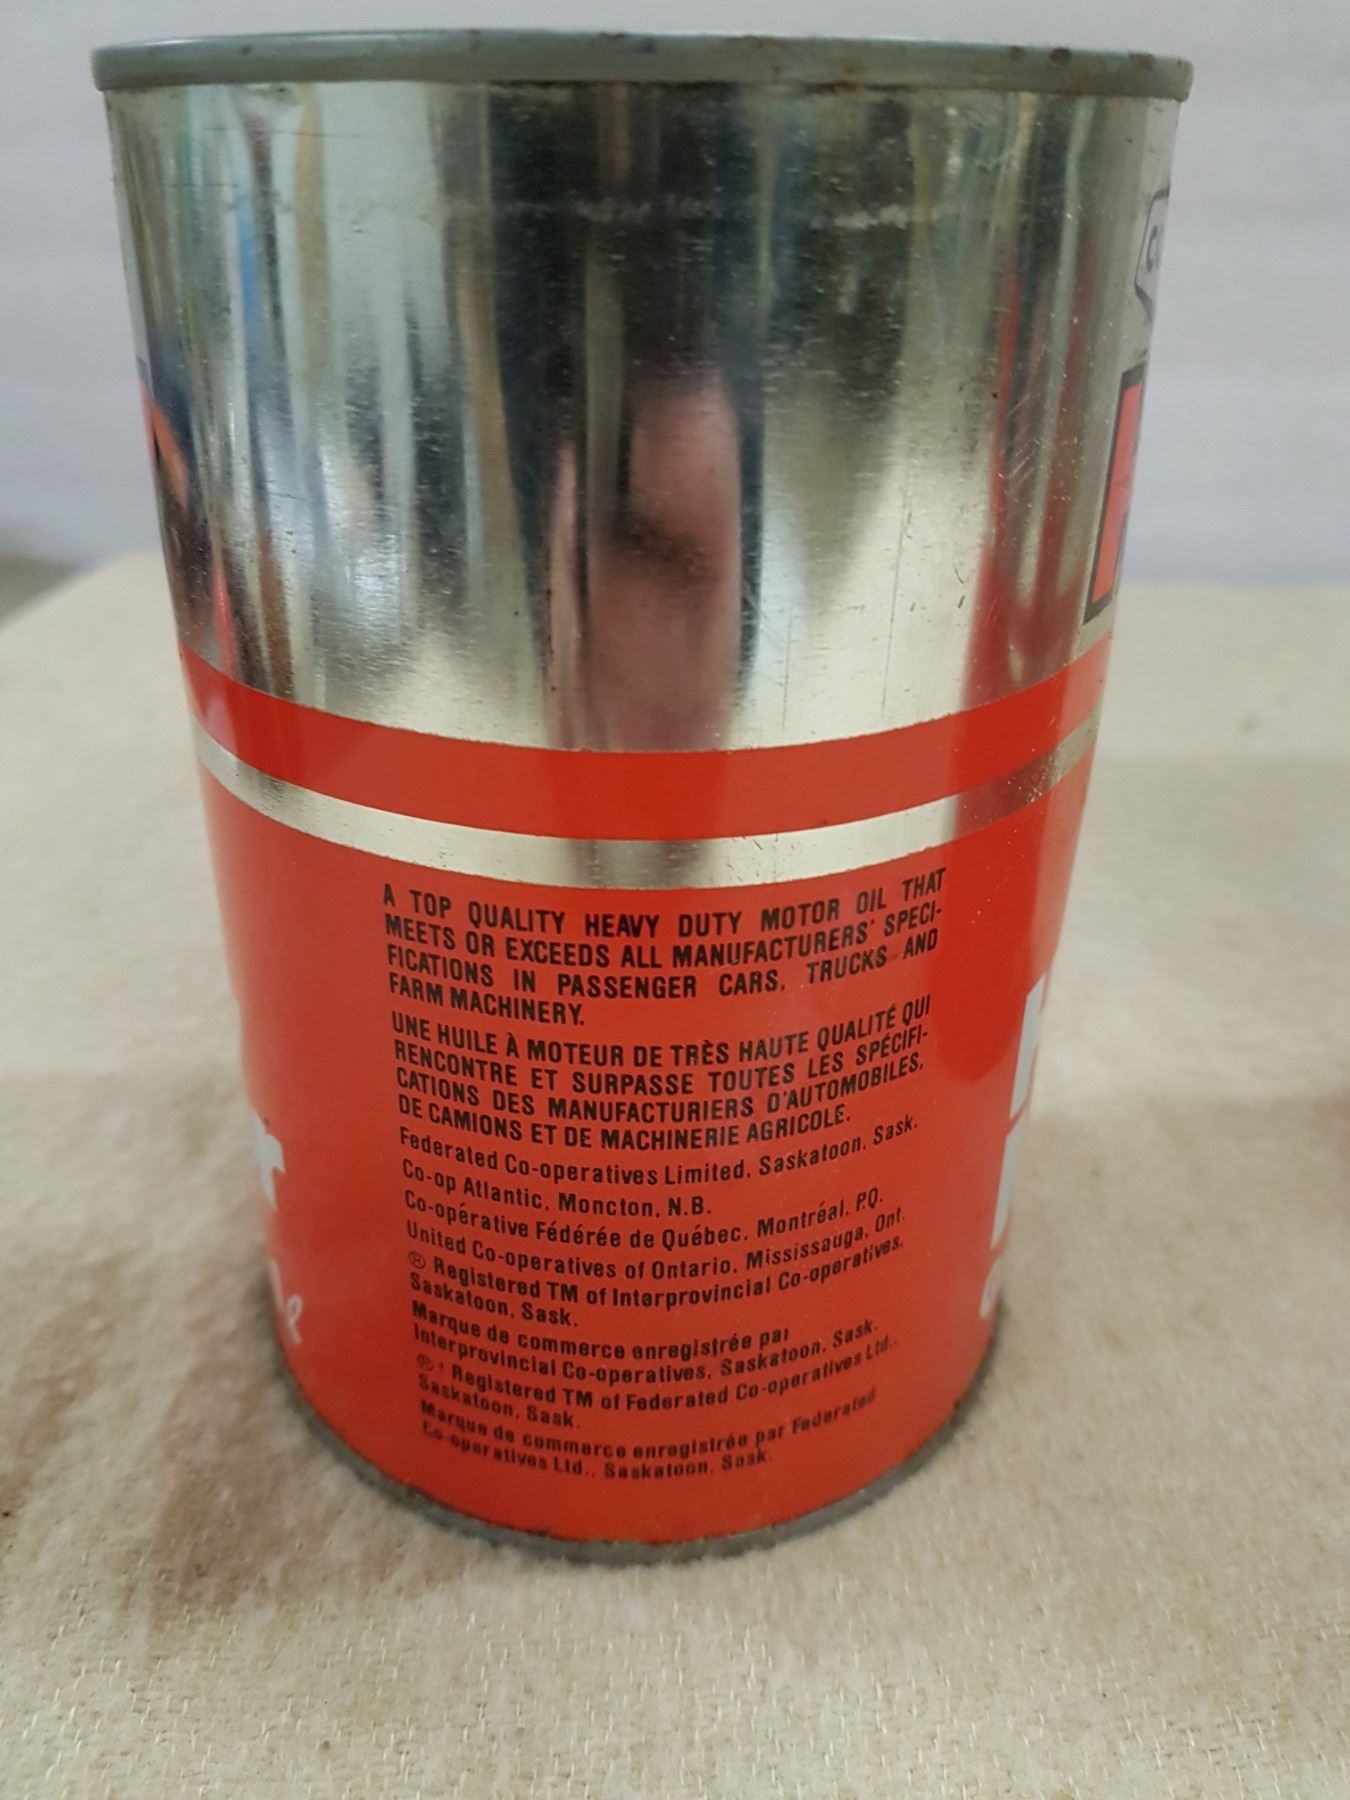 A TOP QUALITY HEAVY DUTY MOTOR OIL THAT
MEETS OR EXCEEDS ALL MANUFACTURERS' SPECI-
FICATIONS IN PASSENGER CARS, TRUCKS AND
FARM MACHINERY.
UNE HUILE À MOTEUR DE TRÈS HAUTE QUALITÉ QUI
RENCONTRE ET SURPASSE TOUTES LES SPÉCIFI-
CATIONS DES MANUFACTURIERS D'AUTOMOBILES,
DE CAMIONS ET DE MACHINERIE AGRICOLE.
Federated Co-operatives Limited, Saskatoon, Sask.
Co-op Atlantic, Moncton, N.B.
Co-opérative Fédérée de Québec, Montréal, P.Q.
United Co-operatives of Ontario, Mississauga, Ont.
® Registered TM of Interprovincial Co-operatives,
Saskatoon, Sask.
Marque de commerce enregistrée par
Interprovincial Co-operatives, Saskatoon, Sask.
®† Registered TM of Federated Co-operatives Ltd.,
Saskatoon, Sask.
Marque de commerce enregistrée par Federated
Co-operatives Ltd., Saskatoon, Sask.